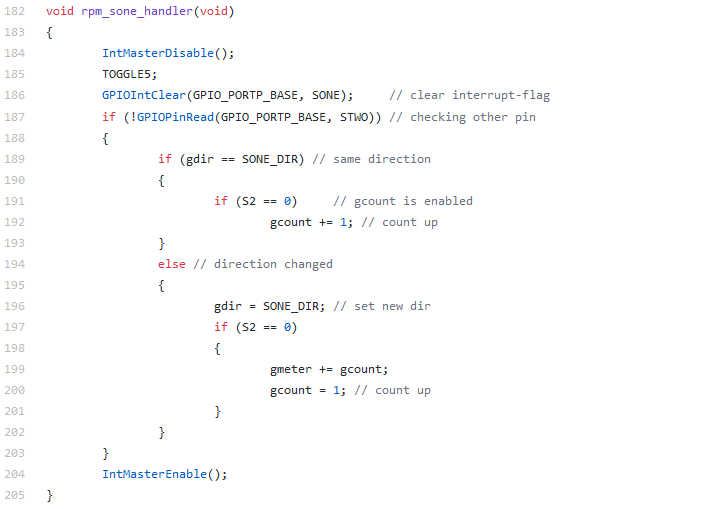 182 void rpm_sone_handler(void)
183 {
184 IntMasterDisable();
185 TOGGLE5;
186 GPIOIntClear(GPIO_PORTP_BASE, SONE); // clear interrupt-flag
187 if (!GPIOPinRead(GPIO_PORTP_BASE, STWO)) // checking other pin
188 {
189 if (gdir == SONE_DIR) // same direction
190 {
191 if (S2 == 0) // gcount is enabled
192 gcount += 1; // count up
193 }
194 else // direction changed
195 {
196 gdir = SONE_DIR; // set new dir
197 if (S2 == 0)
198 {
199 gmeter += gcount;
200 gcount = 1; // count up
201 }
202 }
203 }
204 IntMasterEnable();
205 }